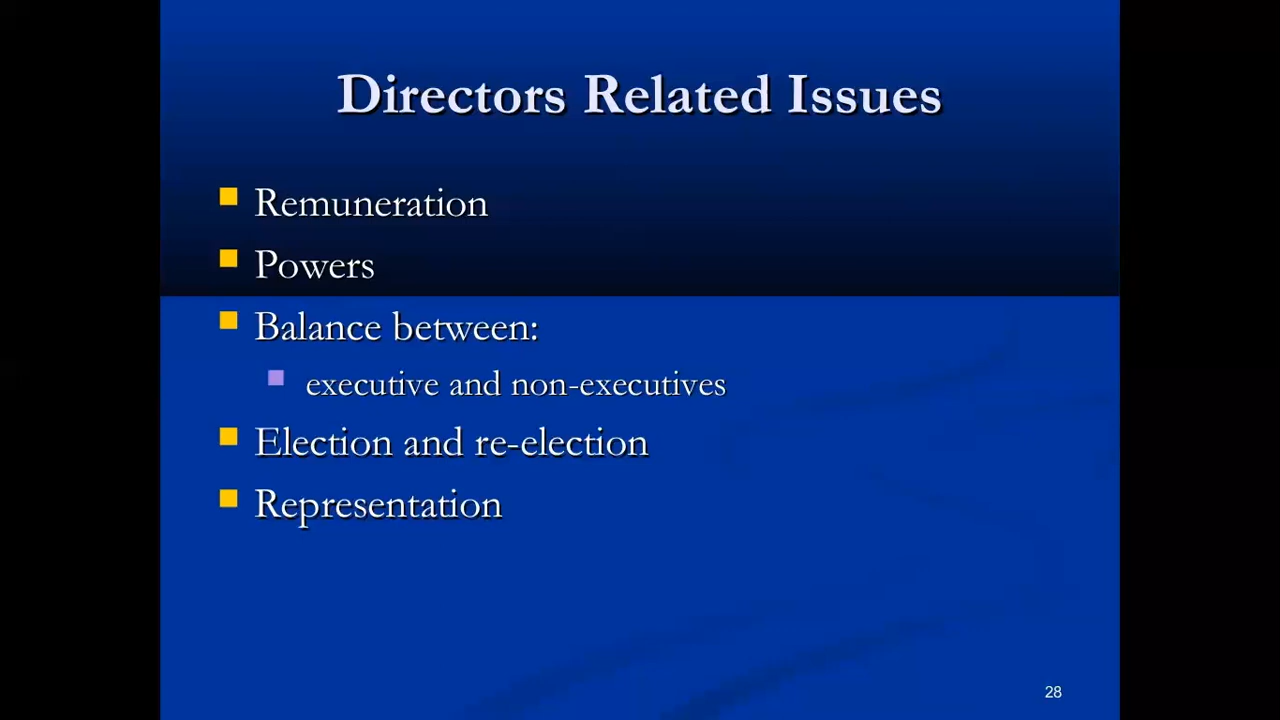 Directors Related Issues
Remuneration
Powers
Balance between:
executive and non-executives
Election and re-election
Representation
28